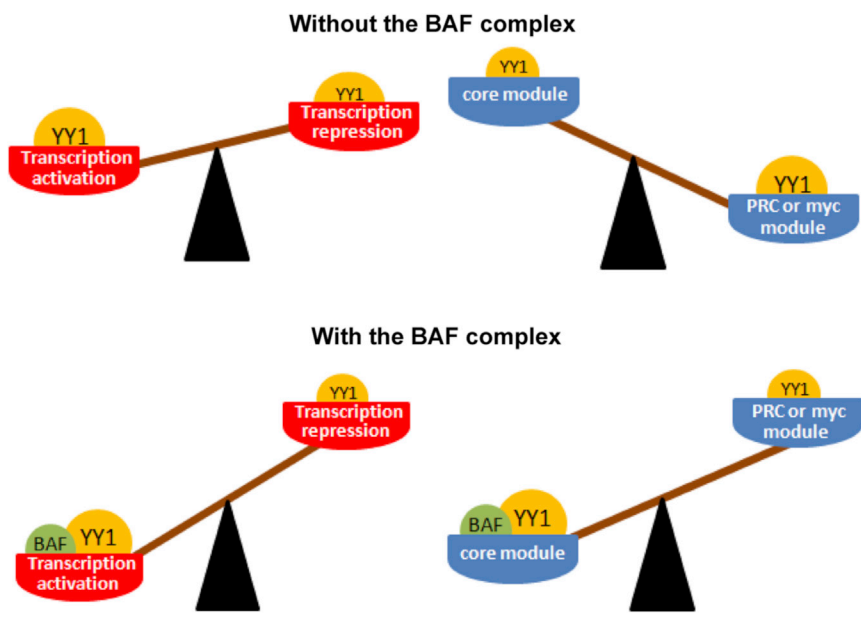 Without the BAF complex
YY1
Transcription
activation
YY1
Transcription
repression
YY1
core module
YY1
PRC or myc
module
With the BAF complex
BAF YY1
Transcription
activation
YY1
Transcription
repression
BAF YY1
core module
YY1
PRC or myc
module